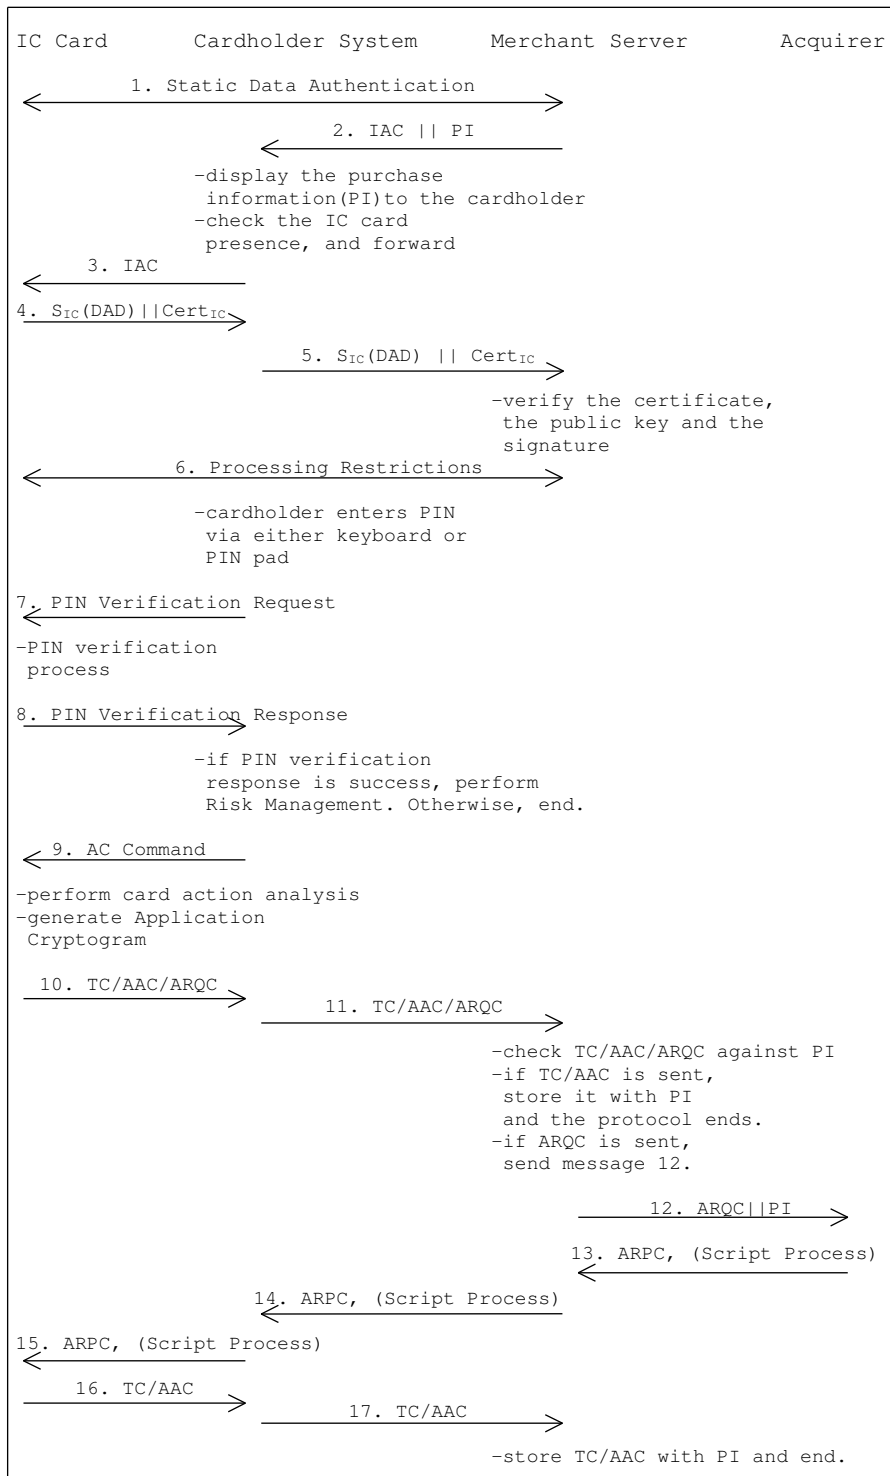 IC Card Cardholder System Merchant Server Acquirer
1. Static Data Authentication
2. IAC || PI
-display the purchase
information(PI)to the cardholder
-check the IC card
presence, and forward
3. IAC
4. SIC(DAD)||CertIC
5. SIC(DAD) || CertIC
-verify the certificate,
the public key and the
signature
6. Processing Restrictions
-cardholder enters PIN
via either keyboard or
PIN pad
7. PIN Verification Request
-PIN verification
process
8. PIN Verification Response
-if PIN verification
response is success, perform
Risk Management. Otherwise, end.
9. AC Command
-perform card action analysis
-generate Application
Cryptogram
10. TC/AAC/ARQC
11. TC/AAC/ARQC
-check TC/AAC/ARQC against PI
-if TC/AAC is sent,
store it with PI
and the protocol ends.
-if ARQC is sent,
send message 12.
12. ARQC||PI
13. ARPC, (Script Process)
14. ARPC, (Script Process)
15. ARPC, (Script Process)
16. TC/AAC
17. TC/AAC
-store TC/AAC with PI and end.